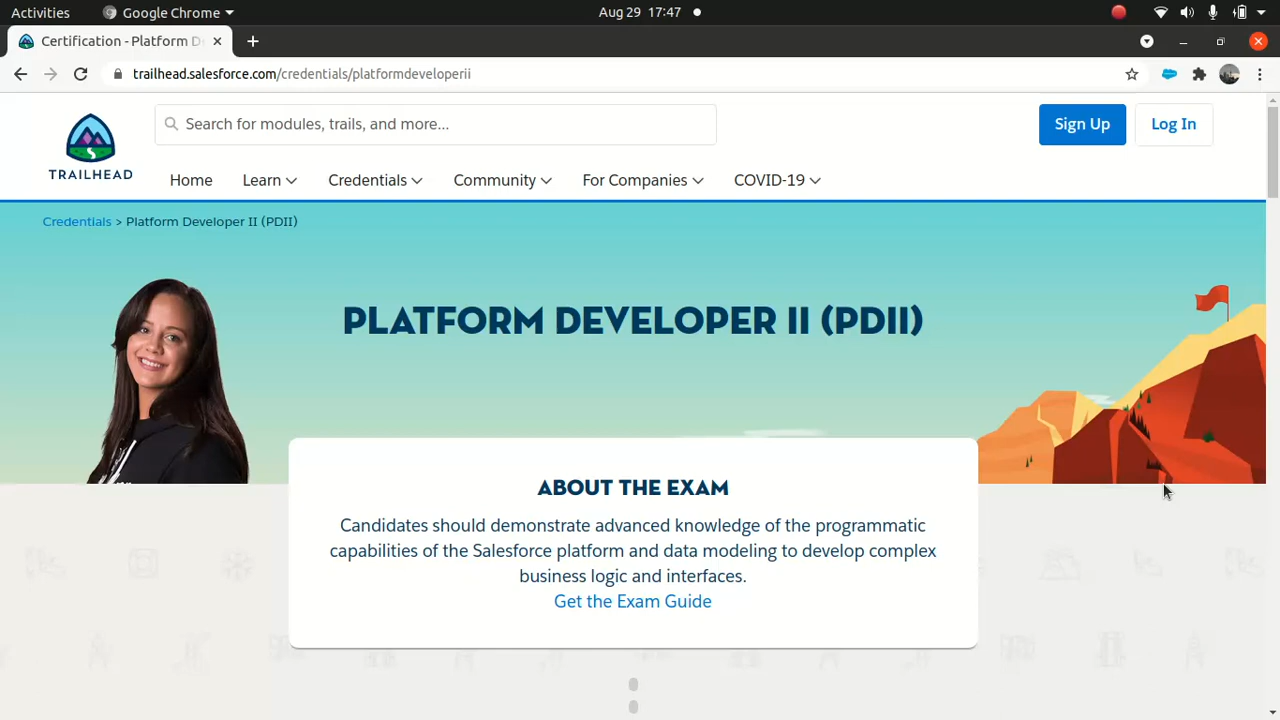 Activities
Google Chrome
Aug 29 17:47
Certification - Platform D
trailhead.salesforce.com/credentials/platformdeveloperii
TRAILHEAD
Search for modules, trails, and more...
Sign Up
Log In
Home
Learn
Credentials
Community
For Companies
COVID-19
Credentials > Platform Developer II (PDII)
PLATFORM DEVELOPER II (PDII)
ABOUT THE EXAM
Candidates should demonstrate advanced knowledge of the programmatic
capabilities of the Salesforce platform and data modeling to develop complex
business logic and interfaces.
Get the Exam Guide